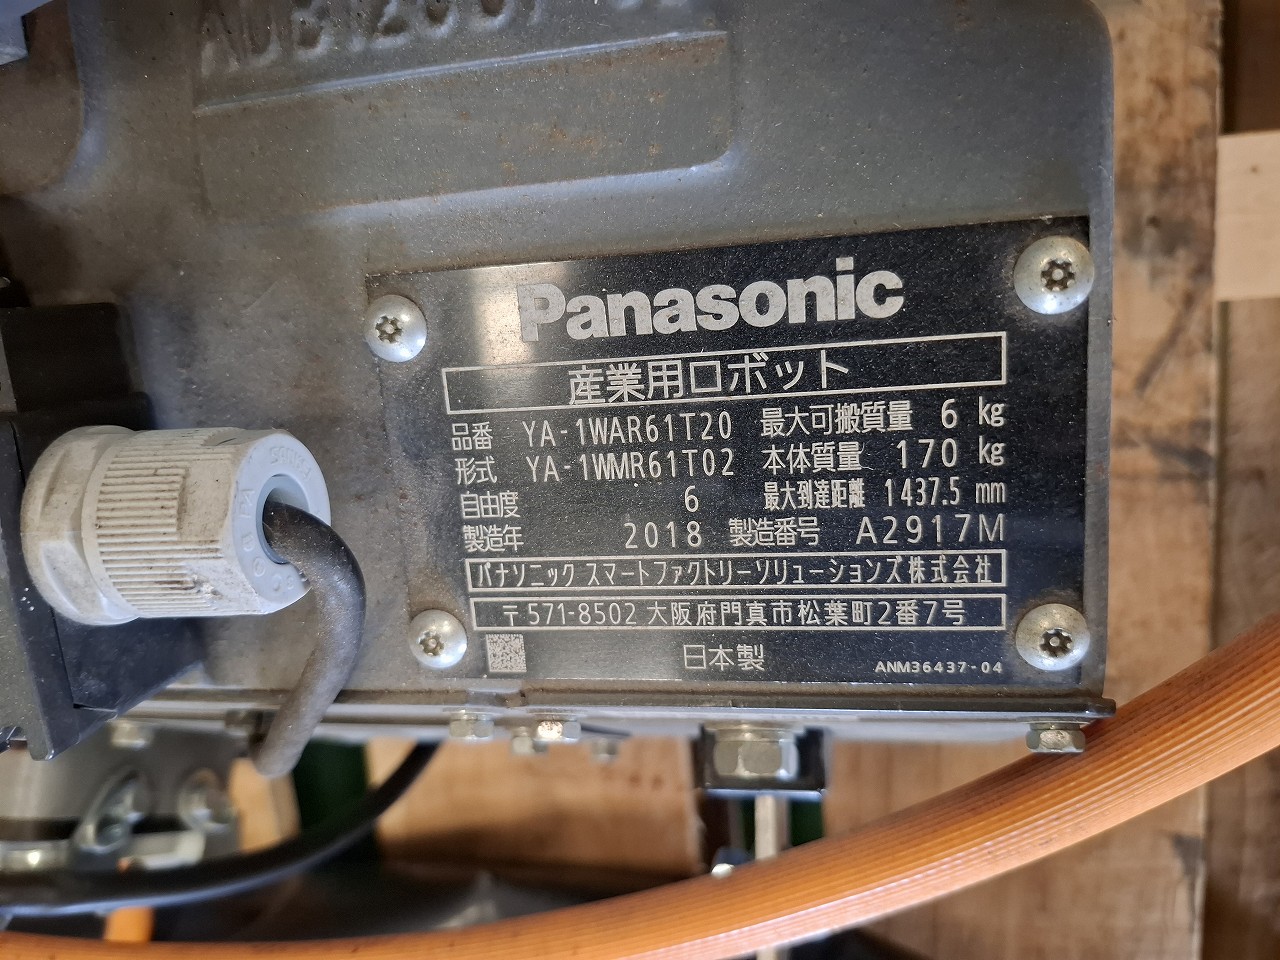 Panasonic
産業用ロボット
品番 YA-1WAR61T20 最大可搬質量 6 kg
形式 YA-1WMR61T02 本体質量 170 kg
自由度 6 最大到達距離 1437.5 mm
製造年 2018 製造番号 A2917M
パナソニック スマートファクトリーソリューションズ株式会社
〒571-8502 大阪府門真市松葉町2番7号
日本製 ANM36437-04